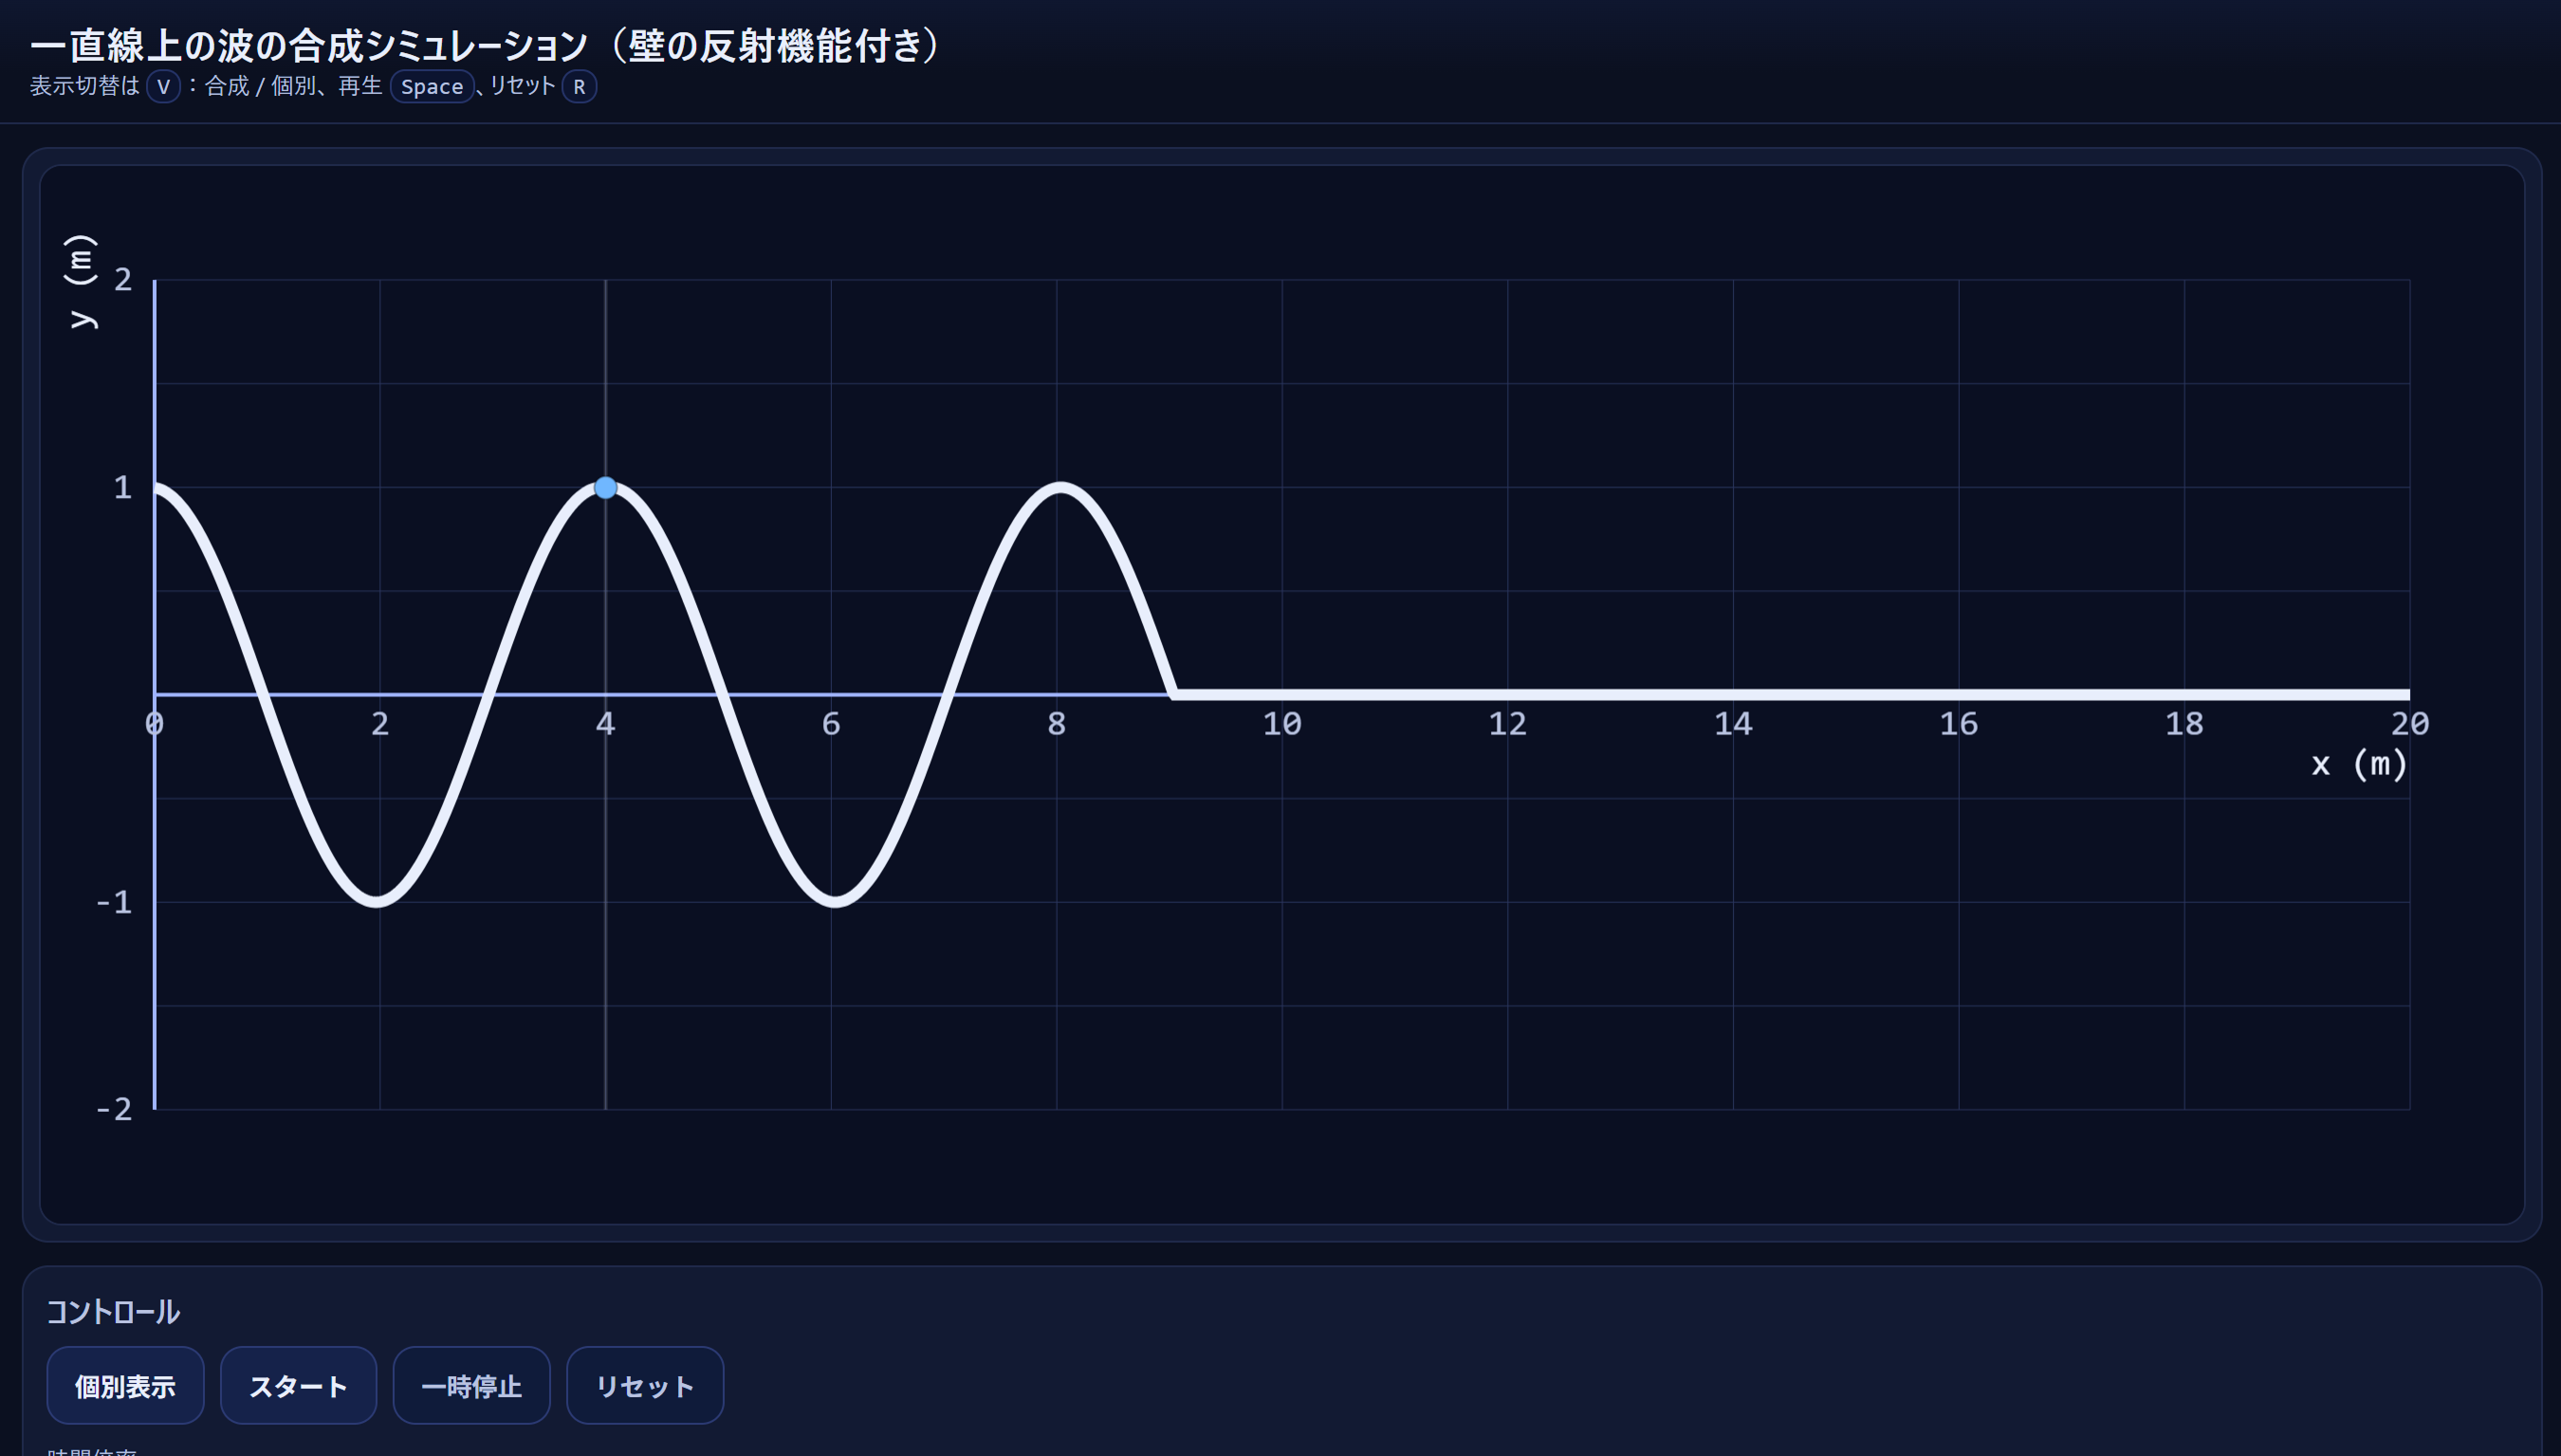 一直線上の波の合成シミュレーション（壁の反射機能付き）
表示切替は V ：合成 / 個別、再生 Space 、リセット R
y (m)
2
1
-1
-2
0 2 4 6 8 10 12 14 16 18 20
x (m)
コントロール
個別表示 スタート 一時停止 リセット
時間倍率